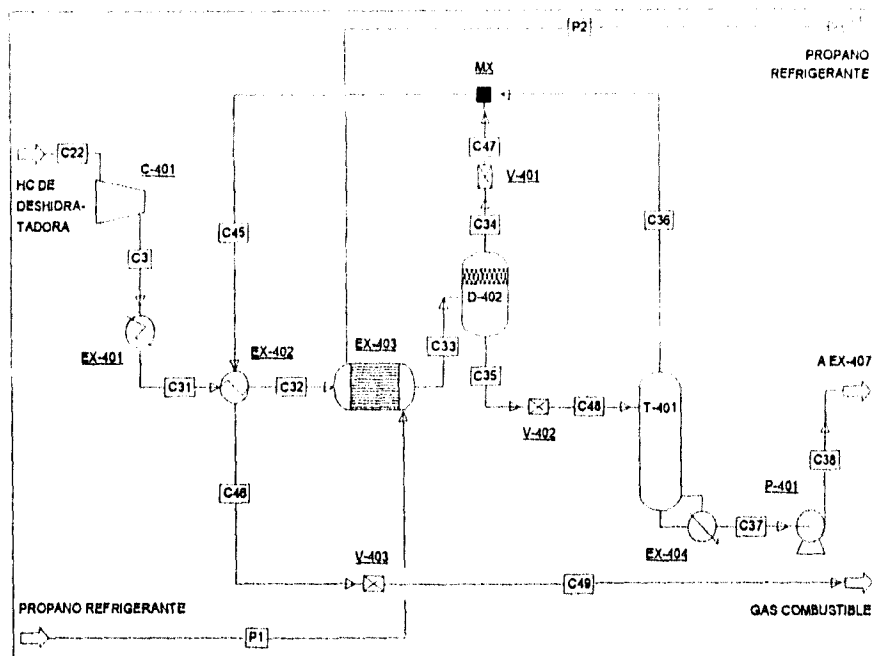 P2
PROPANO
REFRIGERANTE
MX
C22
C-401
C47
HC DE
DESHIDRA-
TADORA
V-401
C45
C34
C36
C3
D-402
EX-401
EX-402
EX-403
C33
C35
A EX-407
C31
C32
V-402
C48
T-401
C38
P-401
C46
C37
EX-404
V-403
C49
PROPANO REFRIGERANTE
GAS COMBUSTIBLE
P1